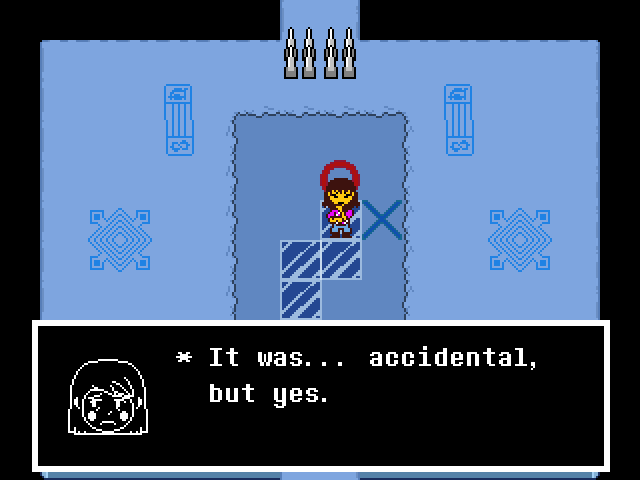 * It was... accidental,
but yes.